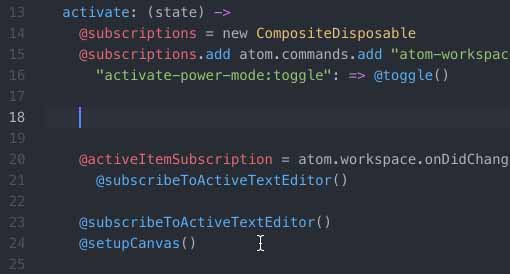 13 activate: (state) ->
14 @subscriptions = new CompositeDisposable
15 @subscriptions.add atom.commands.add "atom-workspac
16 "activate-power-mode:toggle": => @toggle()
17
18
19
20 @activeItemSubscription = atom.workspace.onDidChang
21 @subscribeToActiveTextEditor()
22
23 @subscribeToActiveTextEditor()
24 @setupCanvas()
25